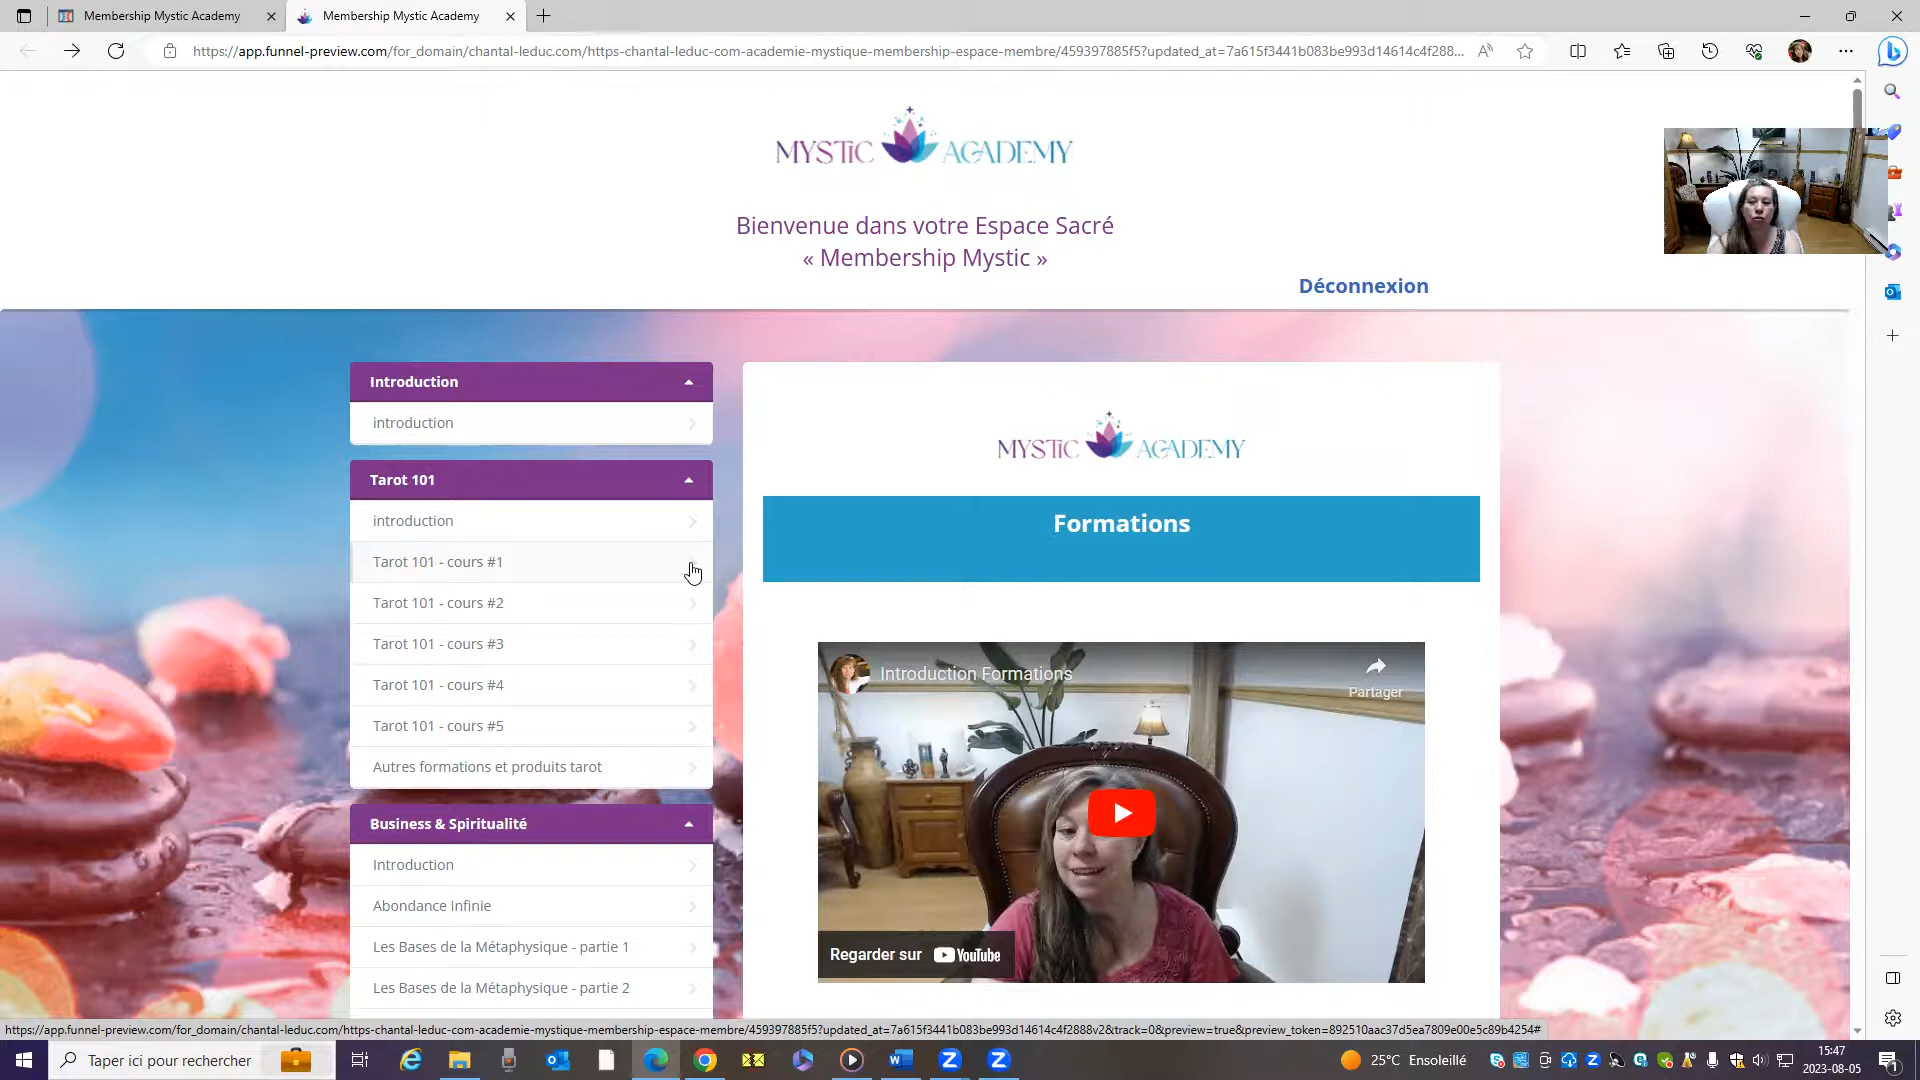 Membership Mystic Academy
Membership Mystic Academy
https://app.funnel-preview.com/for_domain/chantal-leduc.com/https-chantal-leduc-com-academie-mystique-membership-espace-membre/459397885f5?updated_at=7a615f3441b083be993d14614c4f288...
MYSTIC ACADEMY
Bienvenue dans votre Espace Sacré
« Membership Mystic »
Déconnexion
Introduction
introduction
Tarot 101
introduction
Tarot 101 - cours #1
Tarot 101 - cours #2
Tarot 101 - cours #3
Tarot 101 - cours #4
Tarot 101 - cours #5
Autres formations et produits tarot
Business & Spiritualité
Introduction
Abondance Infinie
Les Bases de la Métaphysique - partie 1
Les Bases de la Métaphysique - partie 2
MYSTIC ACADEMY
Formations
Introduction Formations
Partager
Regarder sur YouTube
https://app.funnel-preview.com/for_domain/chantal-leduc.com/https-chantal-leduc-com-academie-mystique-membership-espace-membre/459397885f5?updated_at=7a615f3441b083be993d14614c4f2888v2&track=0&preview=true&preview_token=892510aac37d5ea7809e00e5c89b4254#
Taper ici pour rechercher
25°C Ensoleillé
15:47
2023-08-05